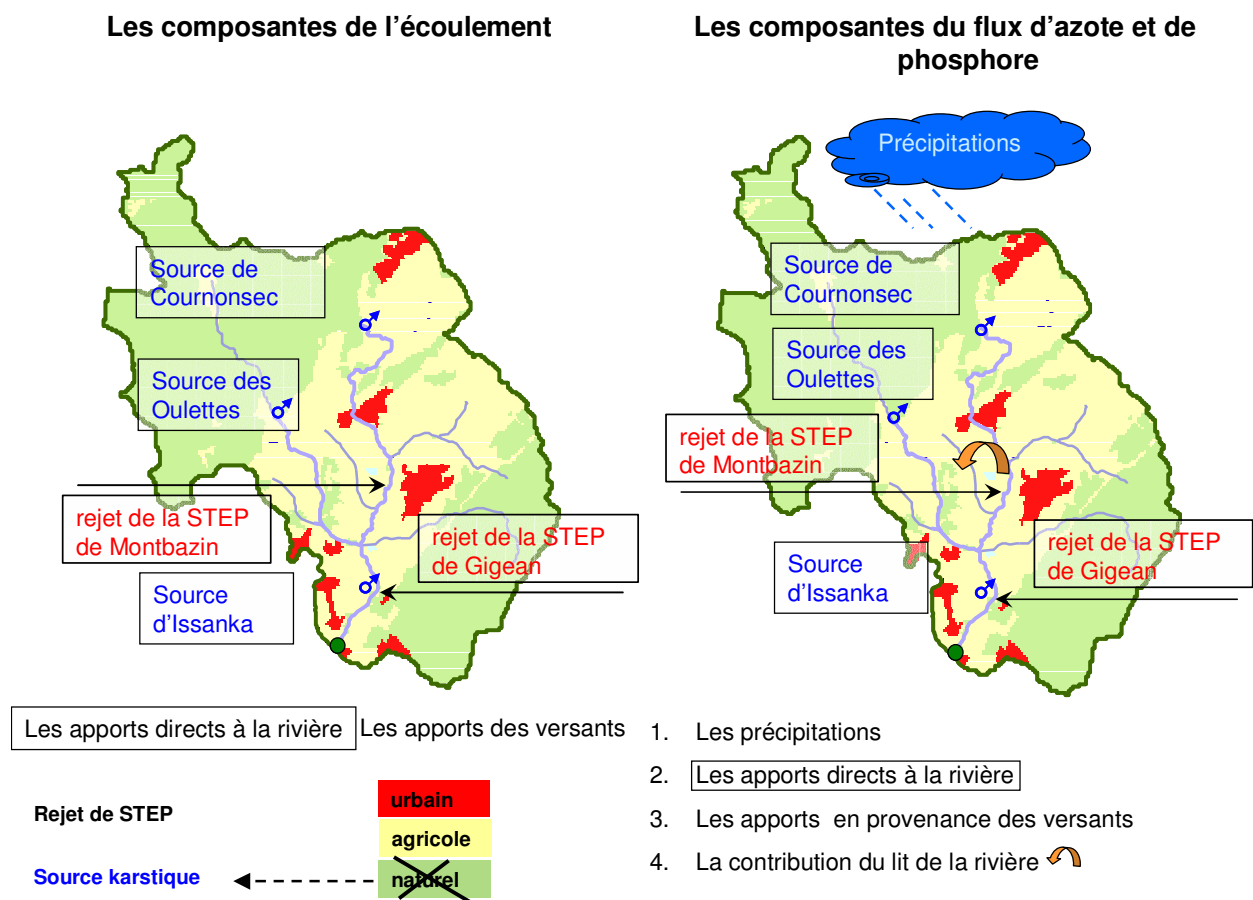 Les composantes de l'écoulement
Source de
Cournonsec
Source des
Oulettes
rejet de la STEP
de Montbazin
rejet de la STEP
de Gigean
Source
d'Issanka
Les apports directs à la rivière
Les apports des versants
Rejet de STEP
Source karstique
urbain
agricole
naturel
Les composantes du flux d'azote et de
phosphore
Précipitations
Source de
Cournonsec
Source des
Oulettes
rejet de la STEP
de Montbazin
rejet de la STEP
de Gigean
Source
d'Issanka
1. Les précipitations
2. Les apports directs à la rivière
3. Les apports en provenance des versants
4. La contribution du lit de la rivière